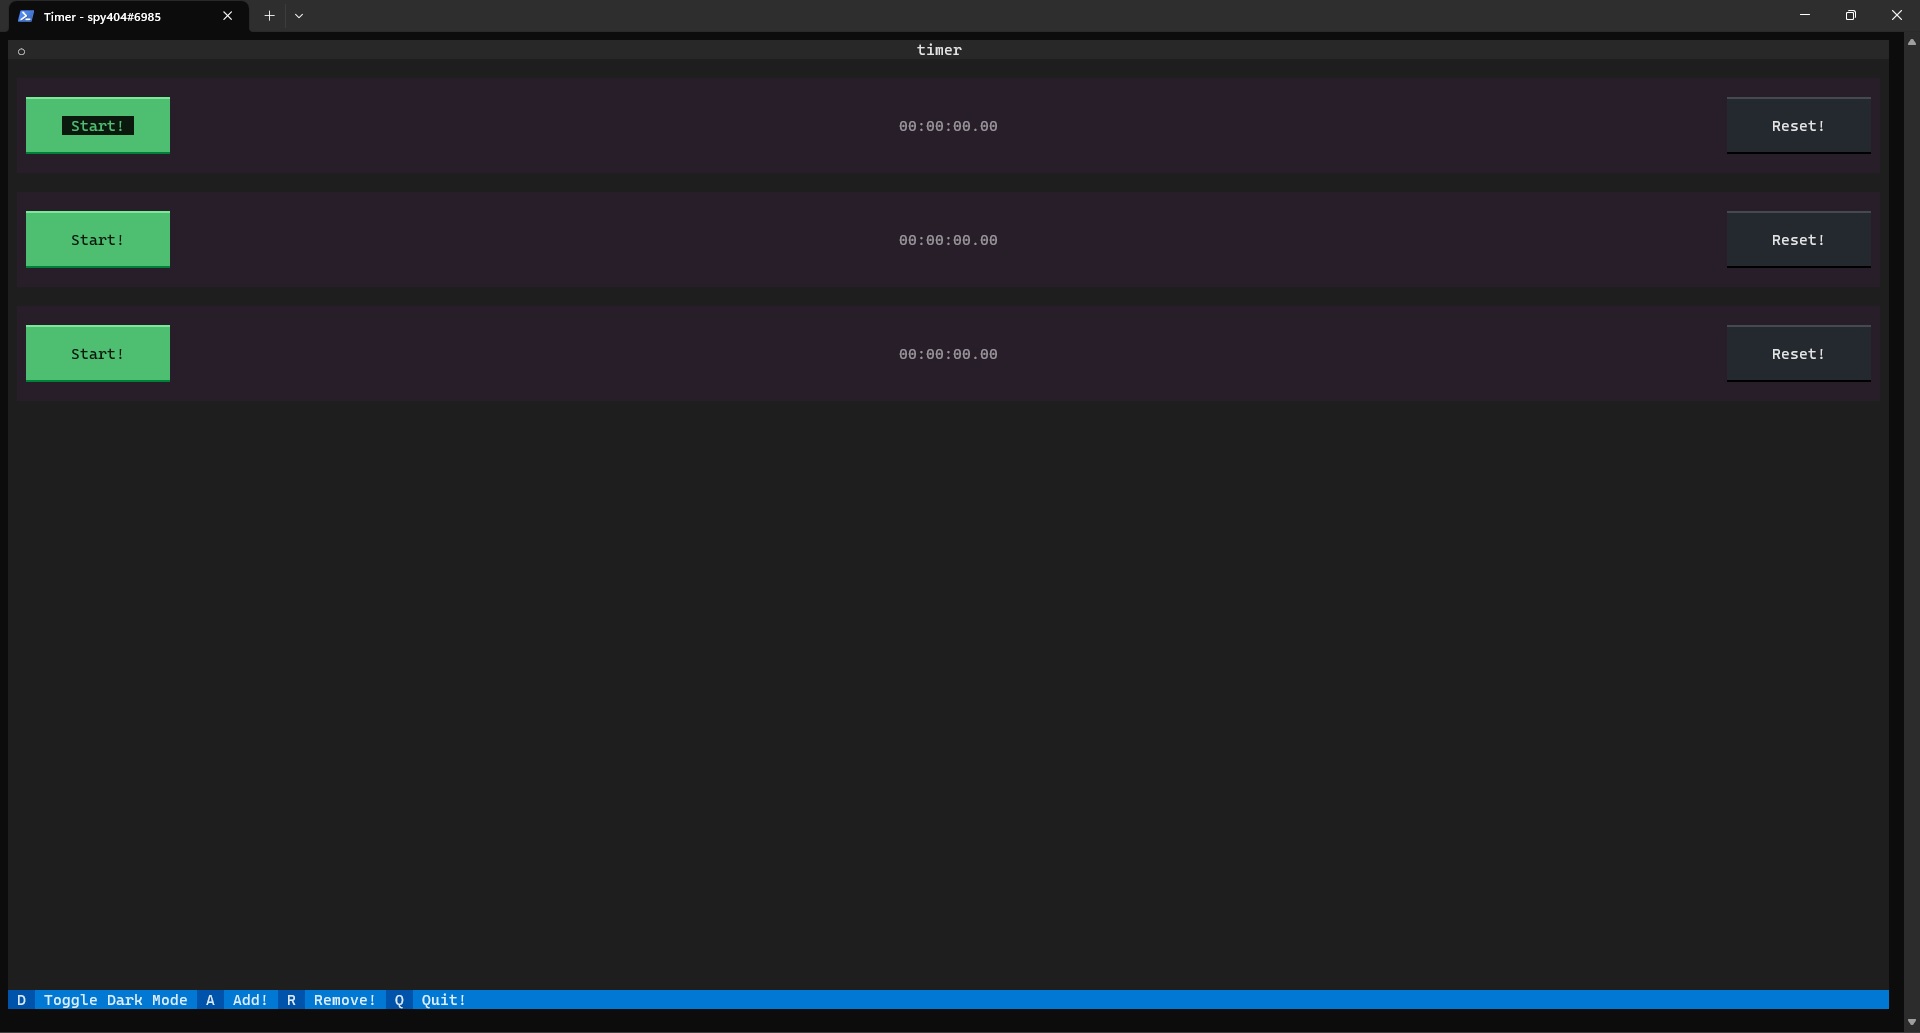 Timer - spy404#6985
timer
Start! 00:00:00.00 Reset!
Start! 00:00:00.00 Reset!
Start! 00:00:00.00 Reset!
D Toggle Dark Mode A Add! R Remove! Q Quit!